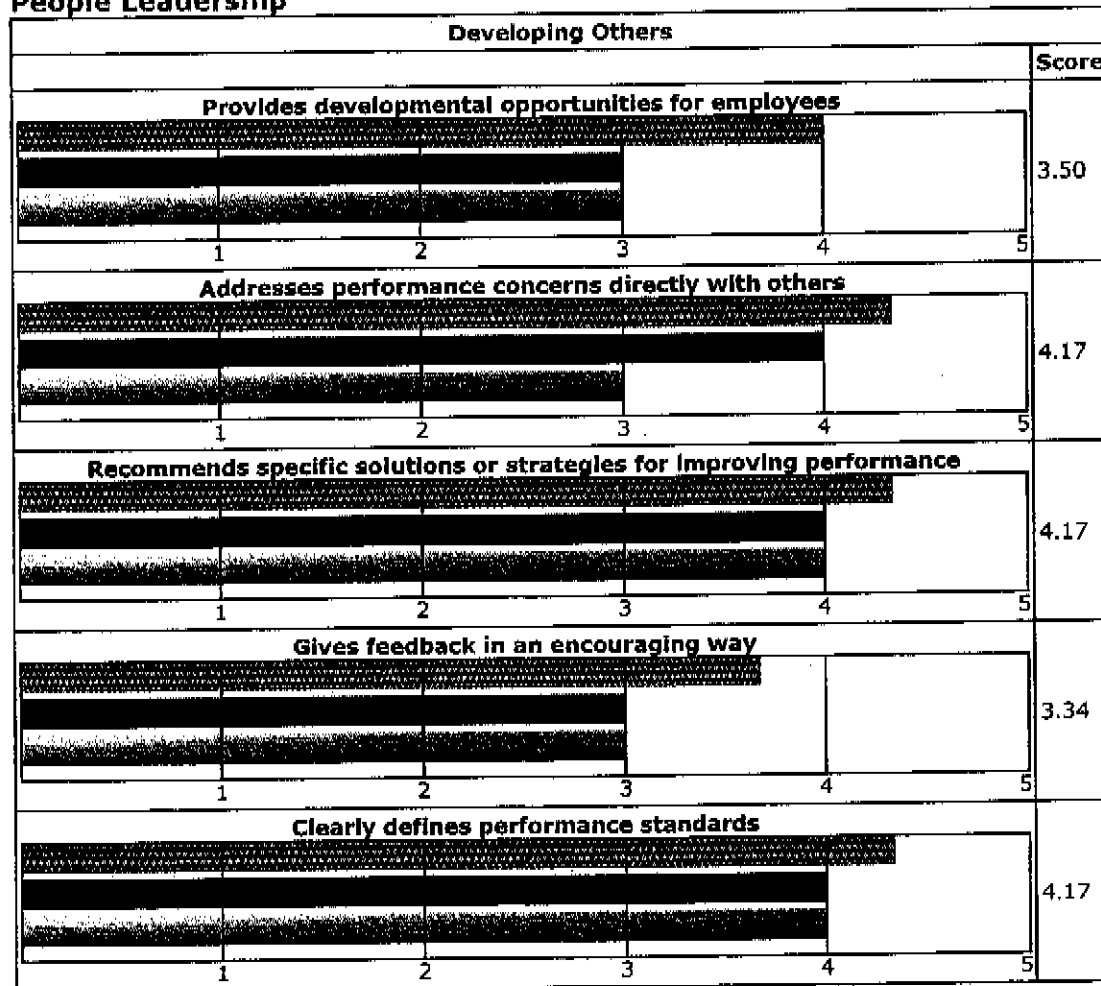 People Leadership
Developing Others
Score
Provides developmental opportunities for employees
3.50
1 2 3 4 5
Addresses performance concerns directly with others
4.17
1 2 3 4 5
Recommends specific solutions or strategies for improving performance
4.17
1 2 3 4 5
Gives feedback in an encouraging way
3.34
1 2 3 4 5
Clearly defines performance standards
4.17
1 2 3 4 5